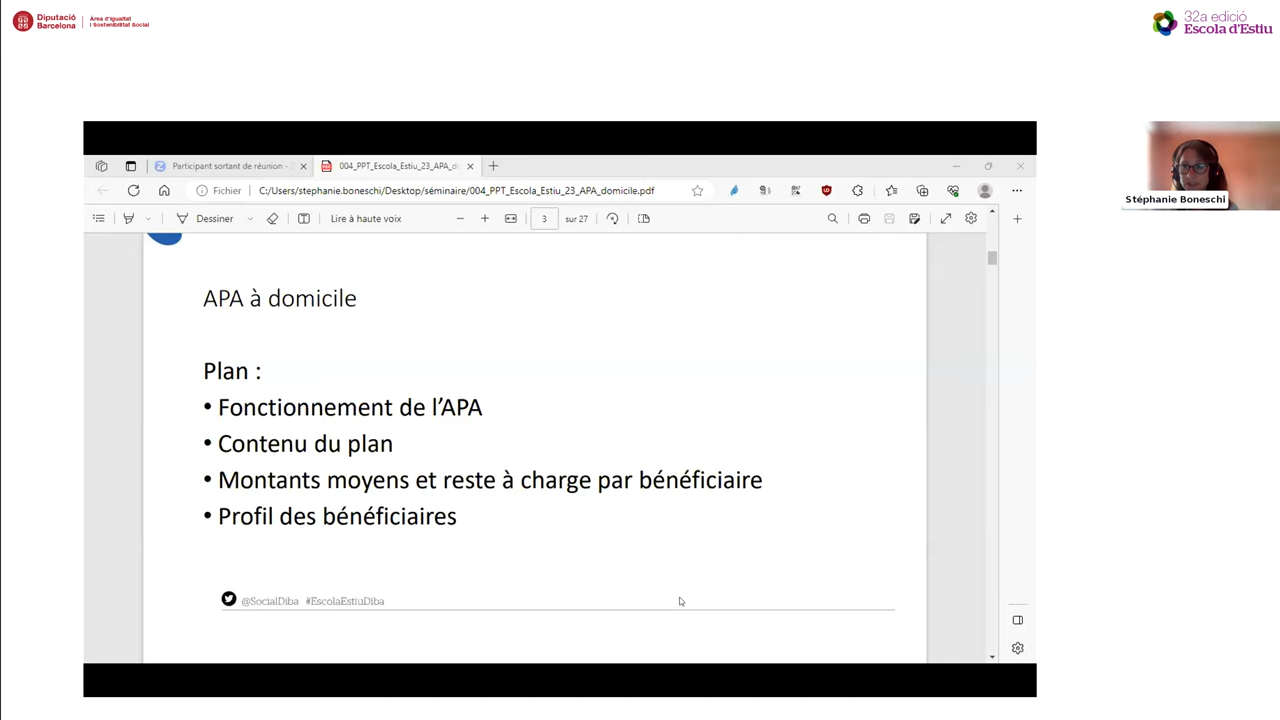 Diputació
Barcelona
Àrea d'Igualtat
i Sostenibilitat Social
32a edició
Escola d'Estiu
Participant sortant de réunion -
004_PPT_Escola_Estiu_23_APA_do
Fichier
C:/Users/stephanie.boneschi/Desktop/séminaire/004_PPT_Escola_Estiu_23_APA_domicile.pdf
Dessiner
Lire à haute voix
3
sur 27
Stéphanie Boneschi
APA à domicile
Plan :
• Fonctionnement de l'APA
• Contenu du plan
• Montants moyens et reste à charge par bénéficiaire
• Profil des bénéficiaires
@SocialDiba #EscolaEstiuDiba